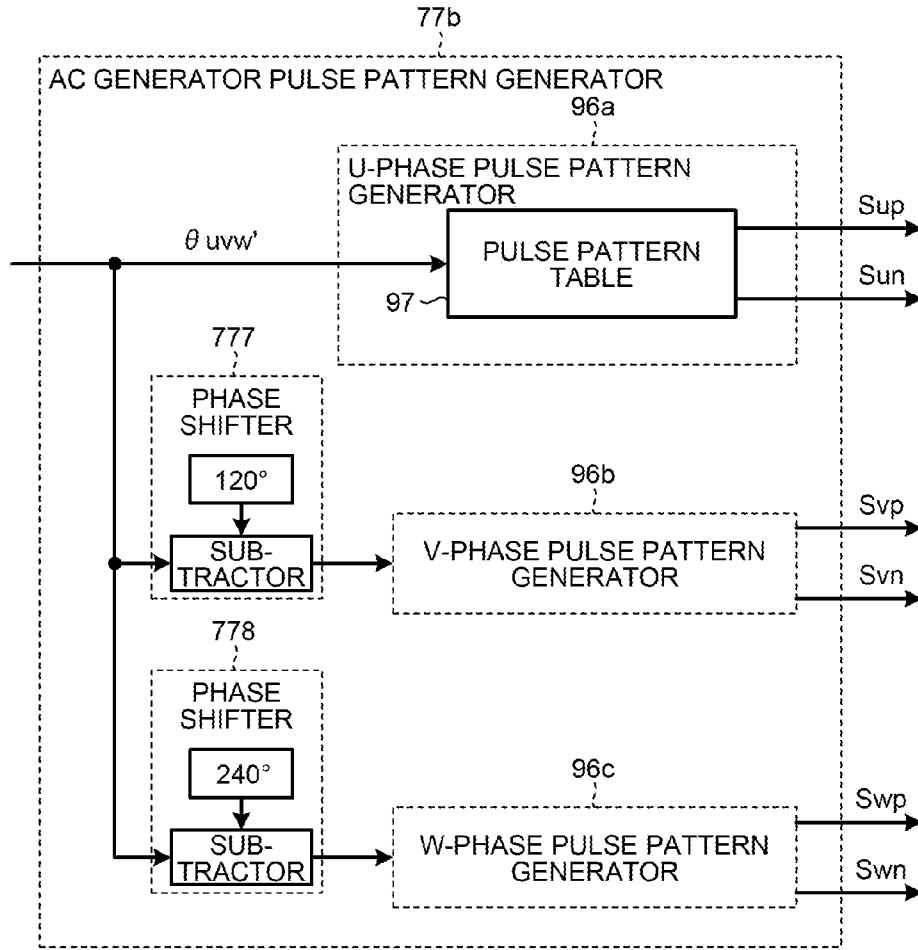 77b
AC GENERATOR PULSE PATTERN GENERATOR
96a
U-PHASE PULSE PATTERN
GENERATOR
Sup
θ uvw'
PULSE PATTERN
TABLE
Sun
97
777
PHASE
SHIFTER
120°
96b
Svp
SUB-
TRACTOR
V-PHASE PULSE PATTERN
GENERATOR
Svn
778
PHASE
SHIFTER
240°
96c
Swp
SUB-
TRACTOR
W-PHASE PULSE PATTERN
GENERATOR
Swn